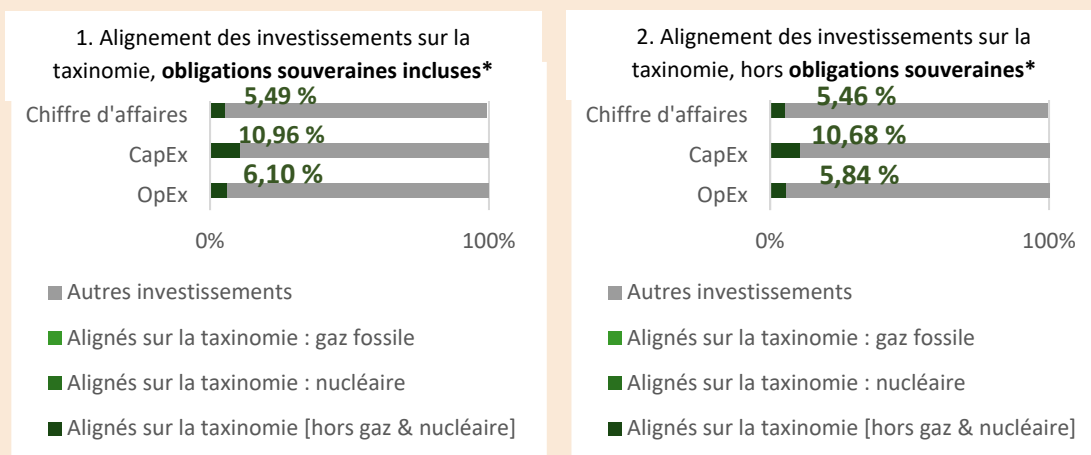 1. Alignement des investissements sur la
taxinomie, obligations souveraines incluses*
Chiffre d'affaires
5,49 %
CapEx
10,96 %
OpEx
6,10 %
0%
100%
Autres investissements
Alignés sur la taxinomie : gaz fossile
Alignés sur la taxinomie : nucléaire
Alignés sur la taxinomie [hors gaz & nucléaire]
2. Alignement des investissements sur la
taxinomie, hors obligations souveraines*
Chiffre d'affaires
5,46 %
CapEx
10,68 %
OpEx
5,84 %
0%
100%
Autres investissements
Alignés sur la taxinomie : gaz fossile
Alignés sur la taxinomie : nucléaire
Alignés sur la taxinomie [hors gaz & nucléaire]